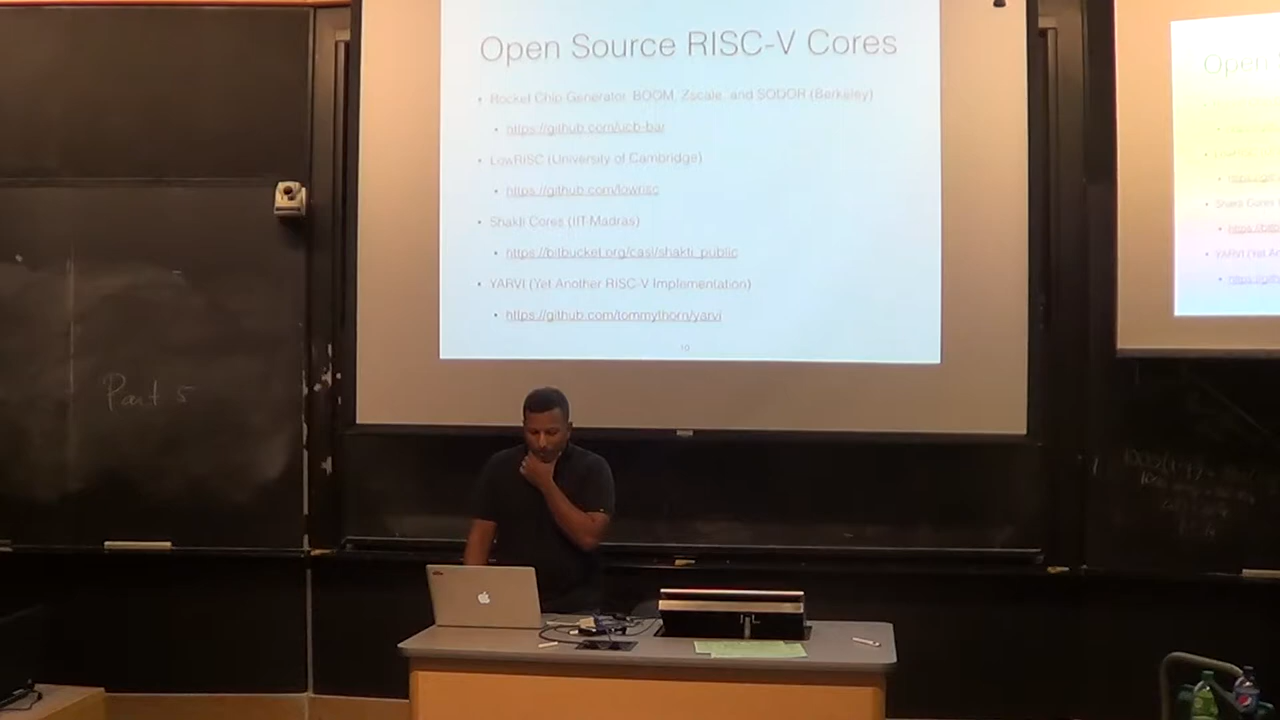 Open Source RISC-V Cores
• Rocket Chip Generator, BOOM, Zscale, and SODOR (Berkeley)
• https://github.com/ucb-bar
• LowRISC (University of Cambridge)
• https://github.com/lowrisc
• Shakti Cores (IIT-Madras)
• https://bitbucket.org/casl/shakti_public
• YARVI (Yet Another RISC-V Implementation)
• https://github.com/tommythorn/yarvi
10
Part 5
Open